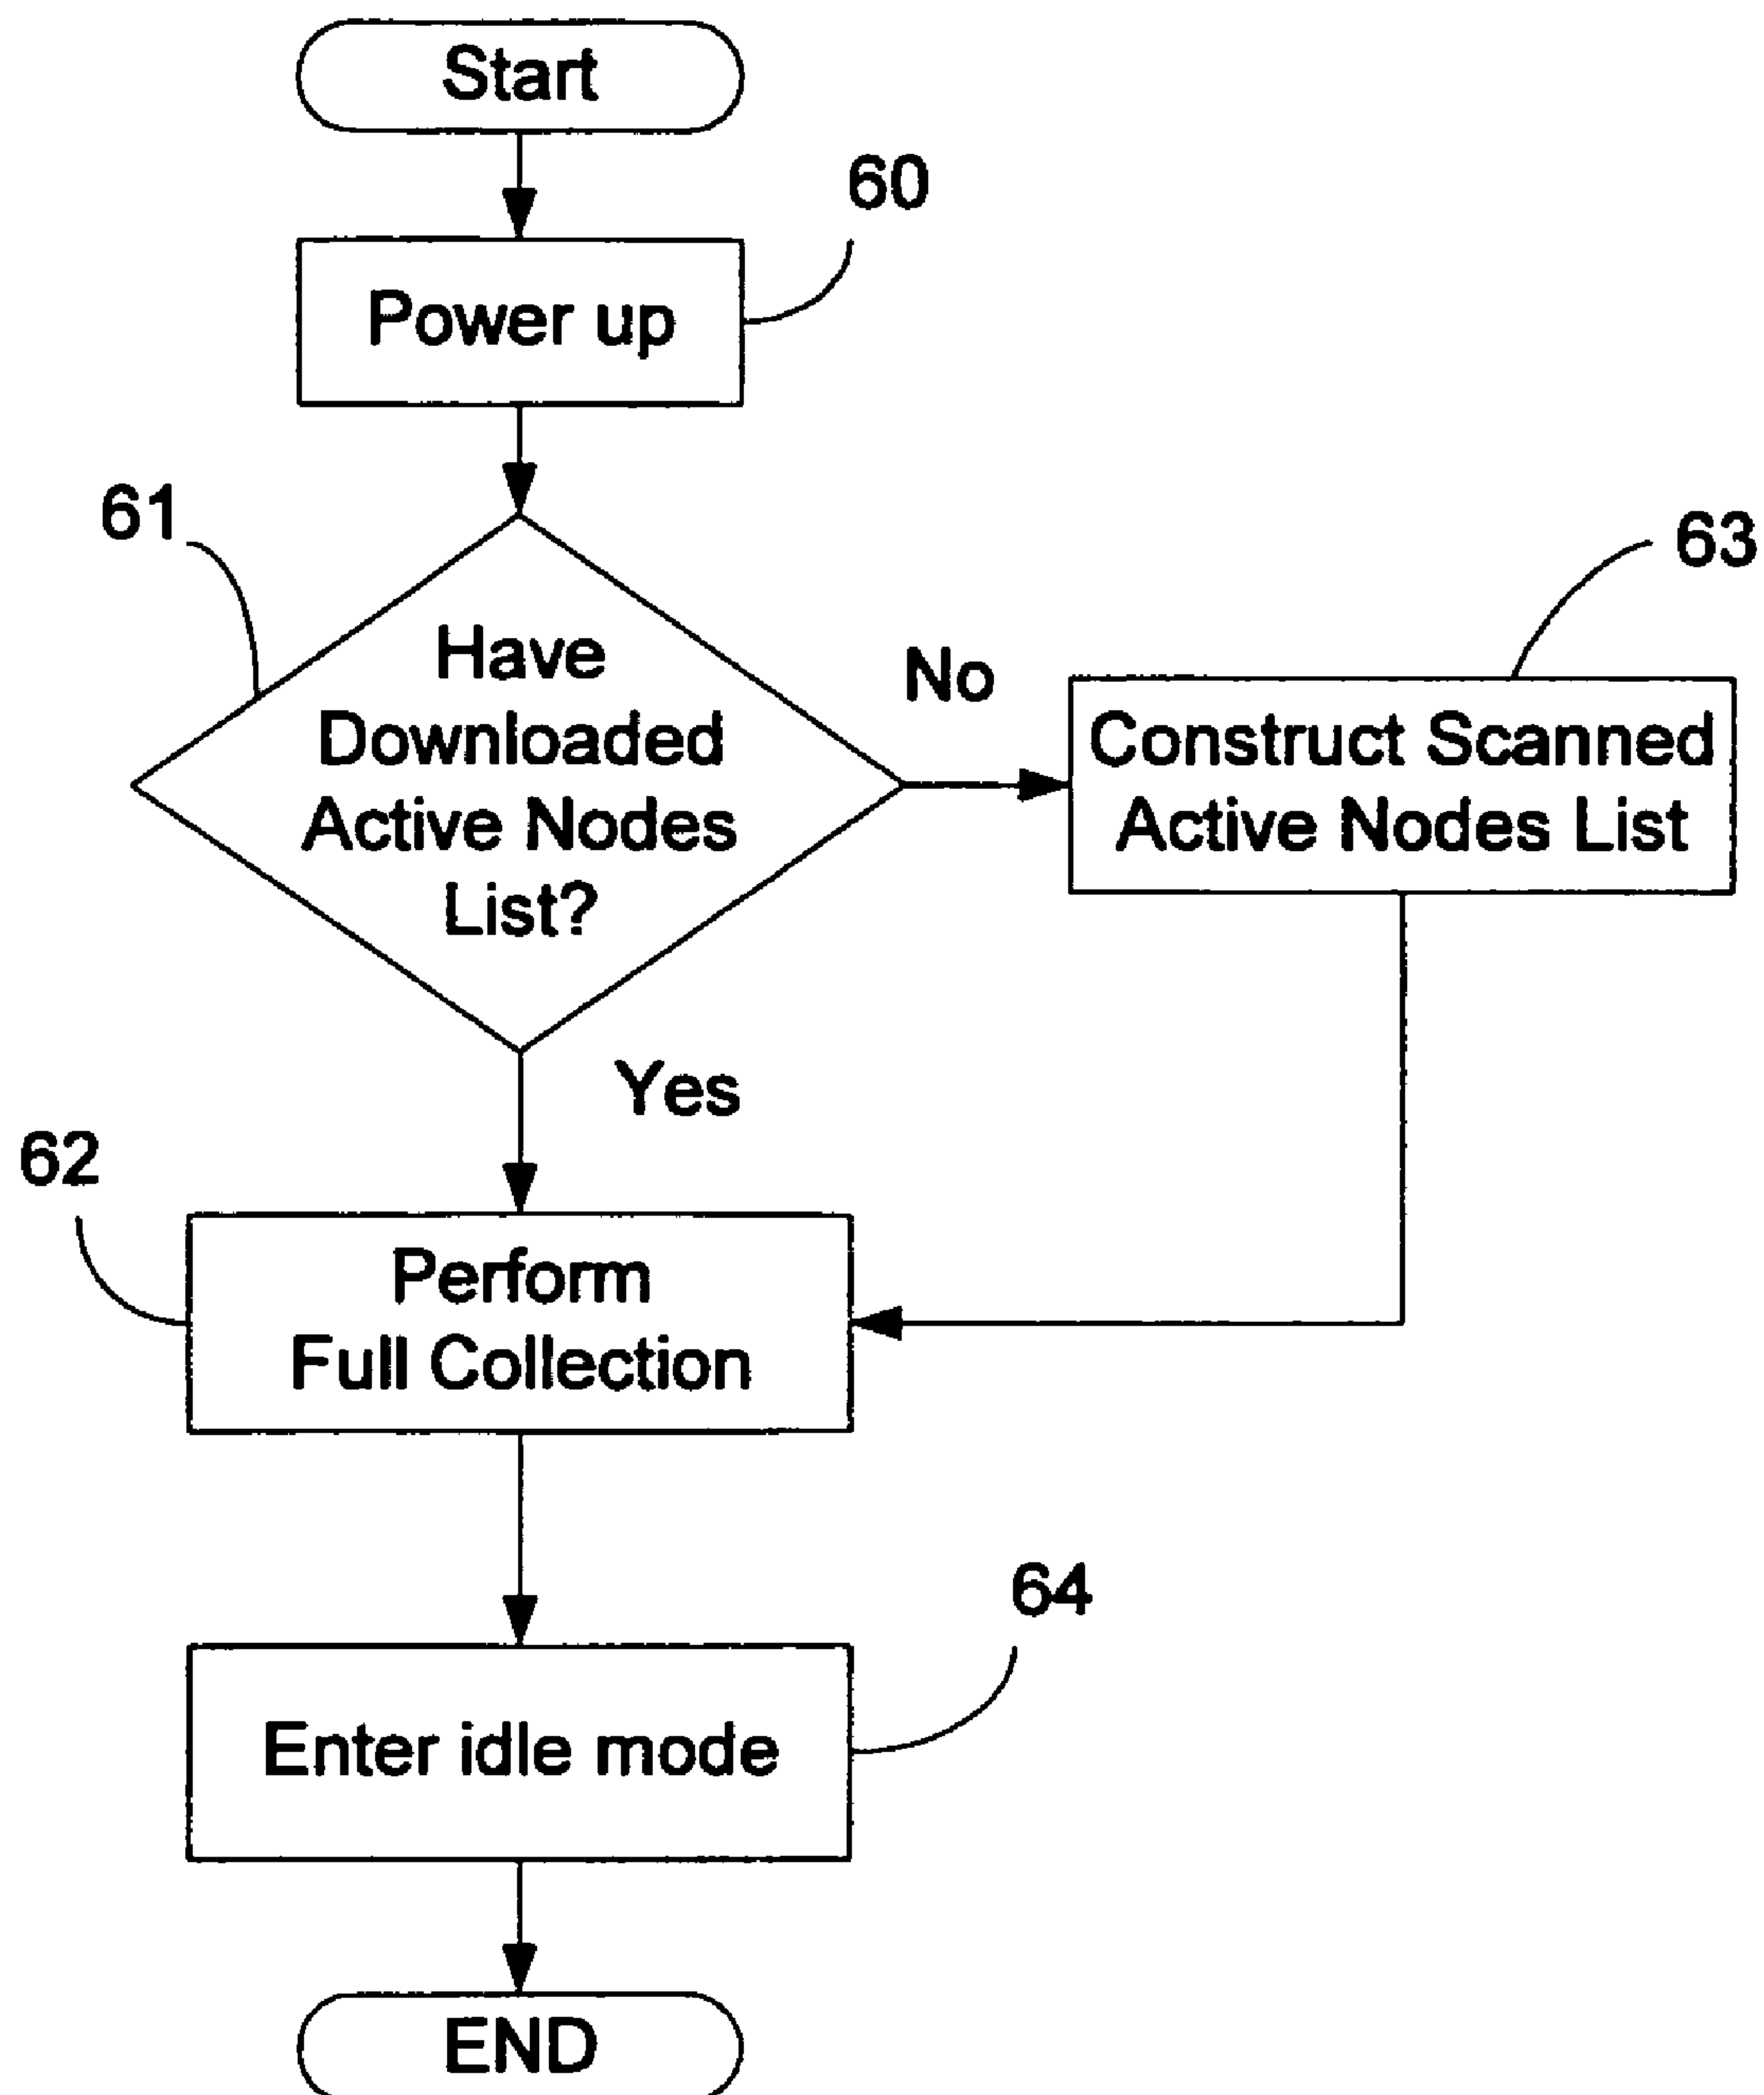 Start
60
Power up
61
Have
Downloaded
Active Nodes
List?
No
63
Construct Scanned
Active Nodes List
Yes
62
Perform
Full Collection
64
Enter idle mode
END